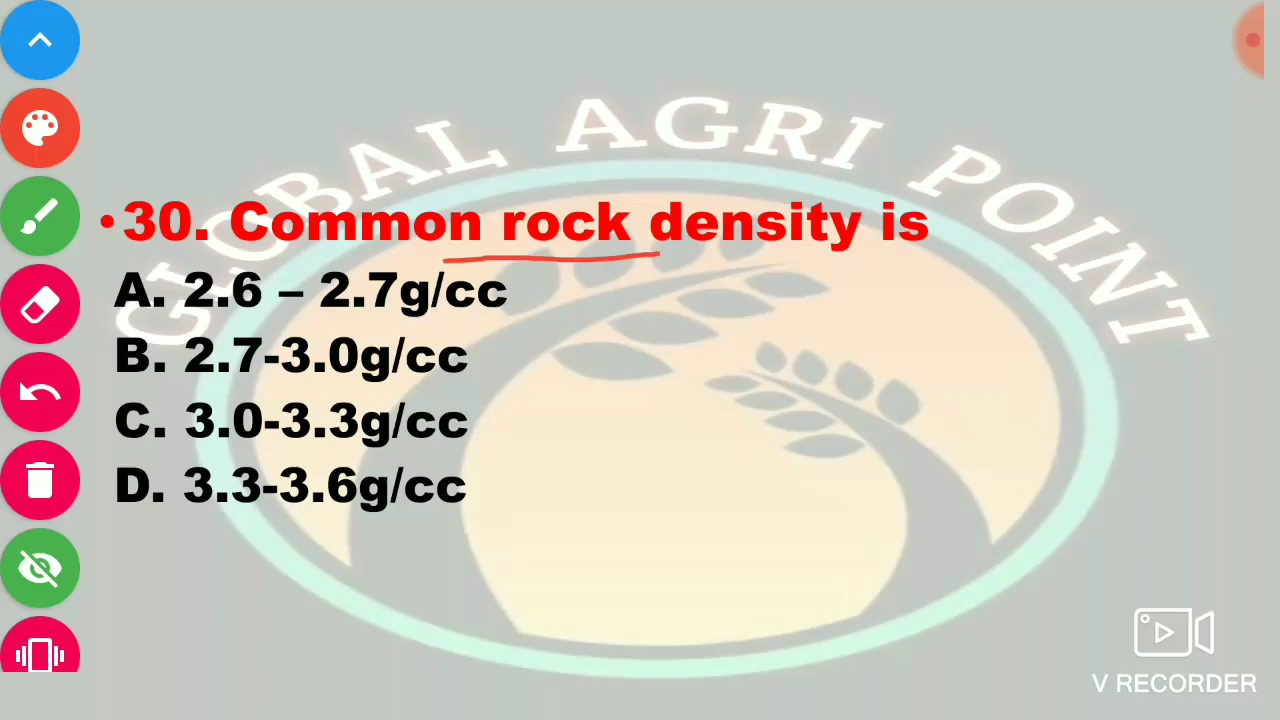 GLOBAL AGRI POINT
• 30. Common rock density is
A. 2.6 – 2.7g/cc
B. 2.7-3.0g/cc
C. 3.0-3.3g/cc
D. 3.3-3.6g/cc
V RECORDER